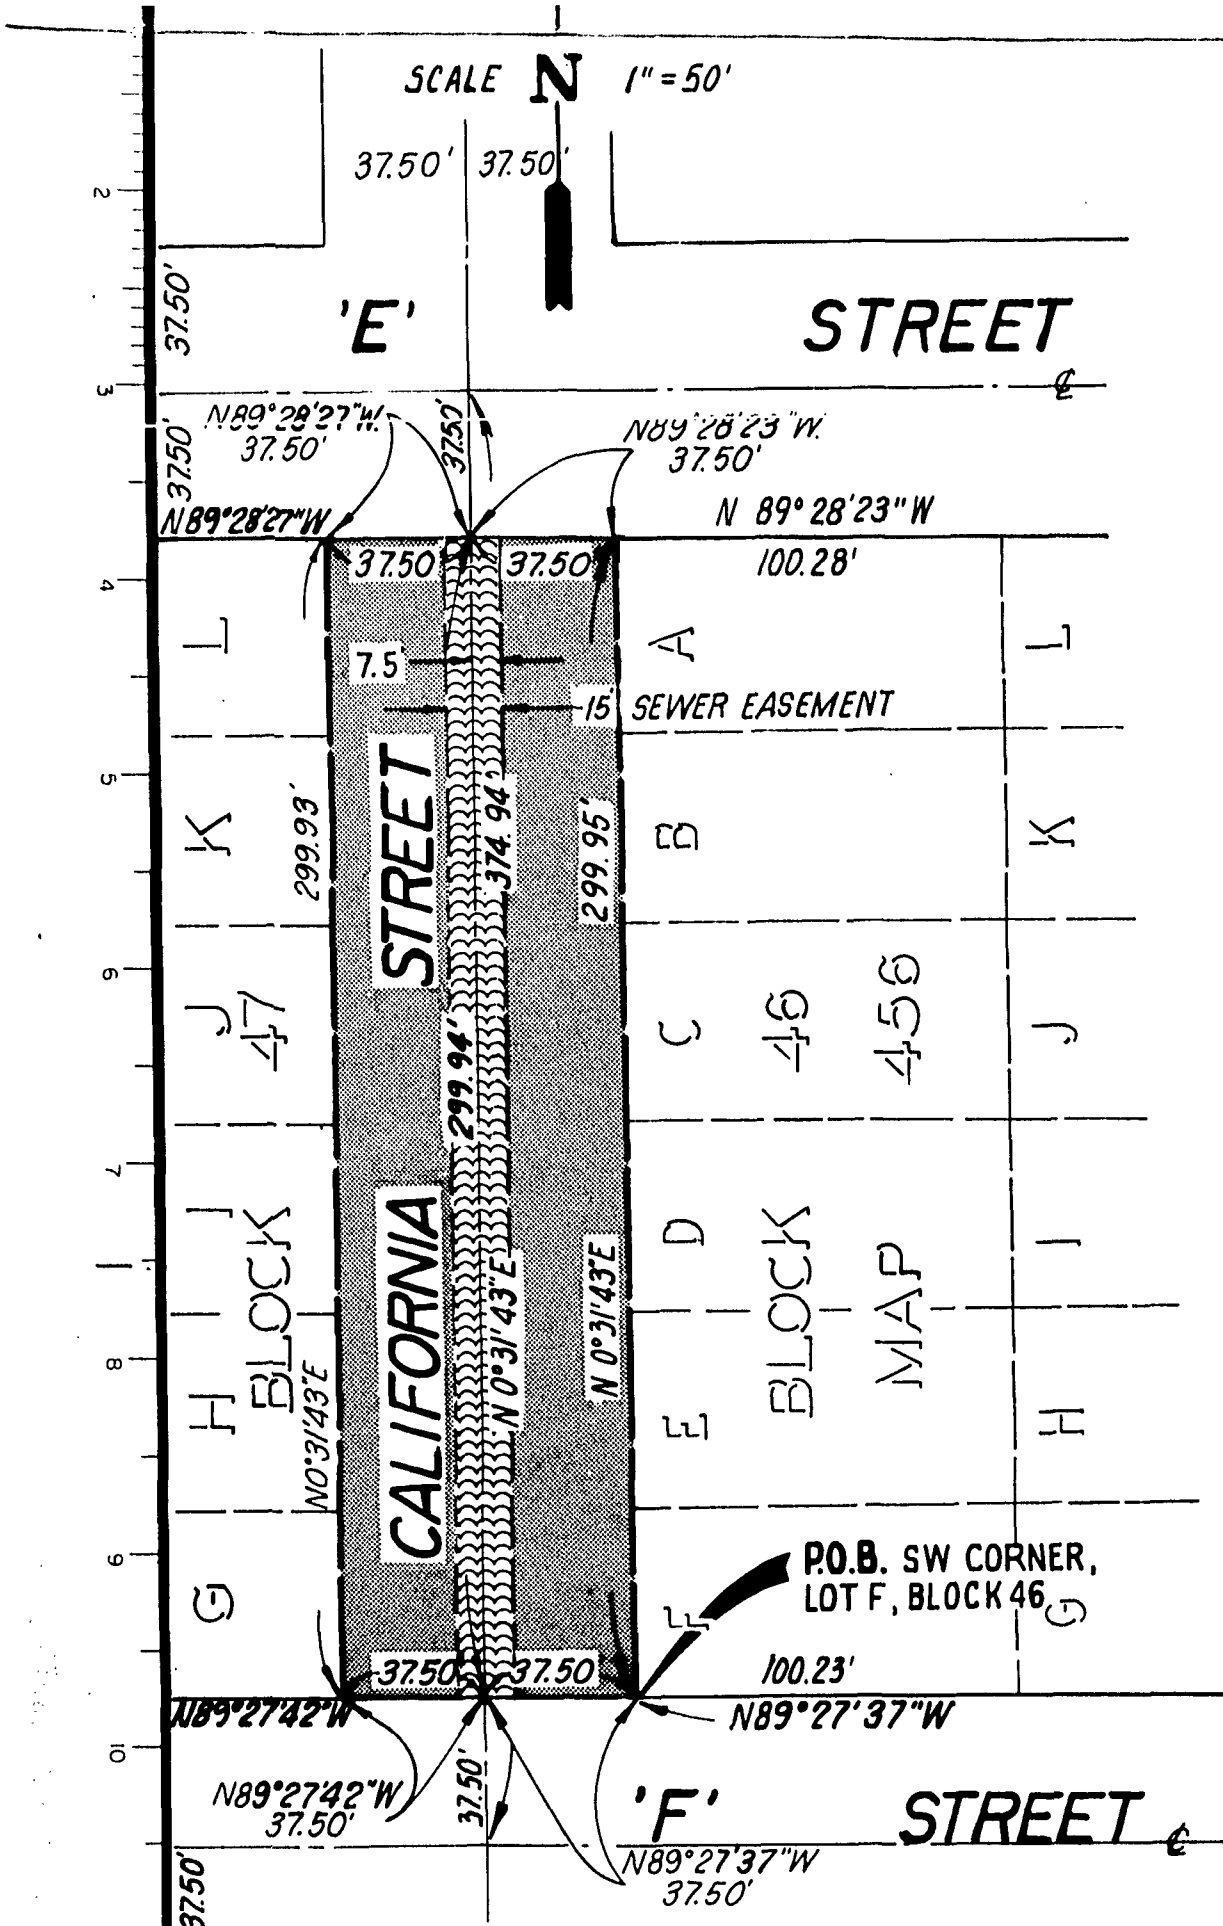 SCALE N 1" = 50'
37.50' 37.50'
2
37.50'
'E' STREET
3
℄
N89°28'27"W.
37.50'
37.50'
37.50'
N89°28'23"W.
37.50'
N89°28'27"W
N 89°28'23"W
37.50 37.50
100.28'
4
L
A
L
7.5
15' SEWER EASEMENT
5
K
299.93'
STREET
374.94'
299.95'
B
K
6
J
47
299.94'
C
46
456
J
7
I
BLOCK
CALIFORNIA
N 0°31'43"E
N 0°31'43"E
D
BLOCK
MAP
I
8
H
N0°31'43"E
E
H
9
G
P.O.B. SW CORNER,
LOT F, BLOCK 46
F
G
37.50 37.50
100.23'
N89°27'42"W
N89°27'37"W
10
N89°27'42"W
37.50'
37.50'
'F' STREET ℄
N89°27'37"W
37.50'
37.50'